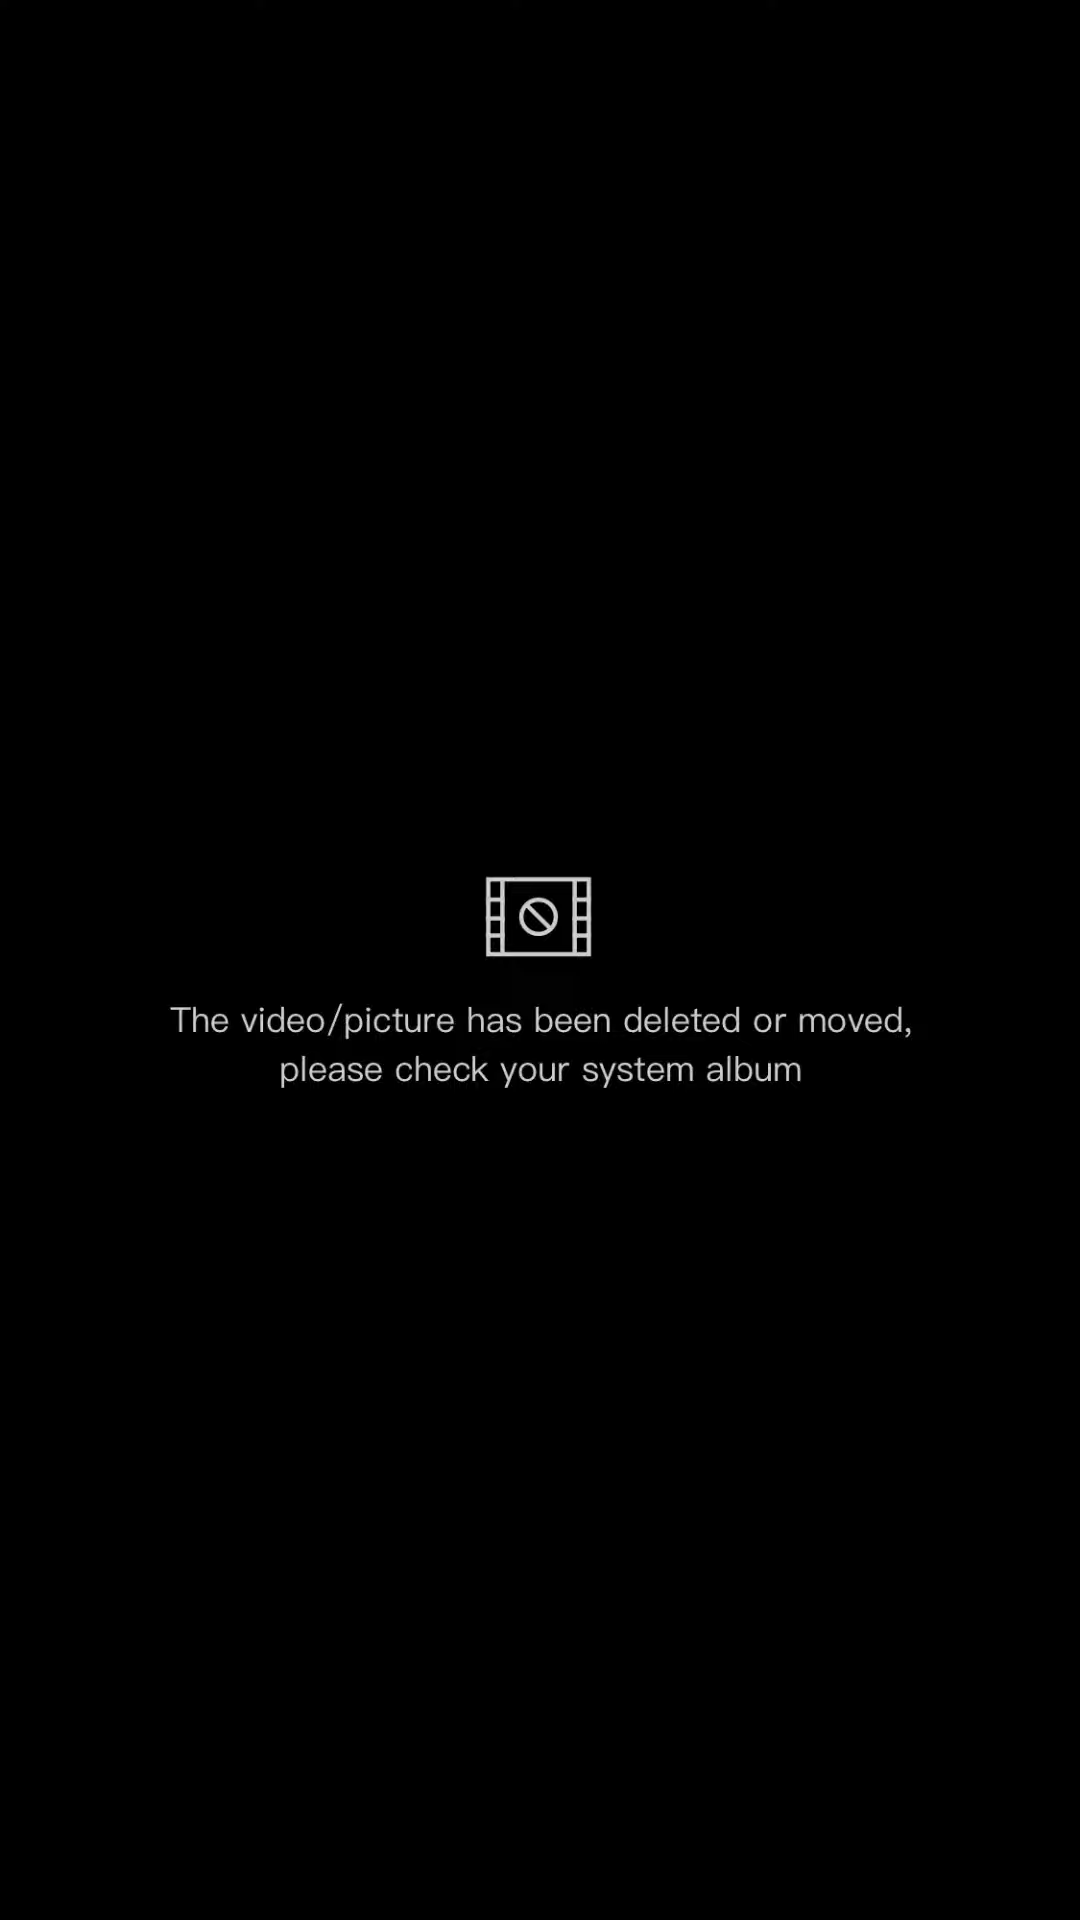 The video/picture has been deleted or moved,
please check your system album